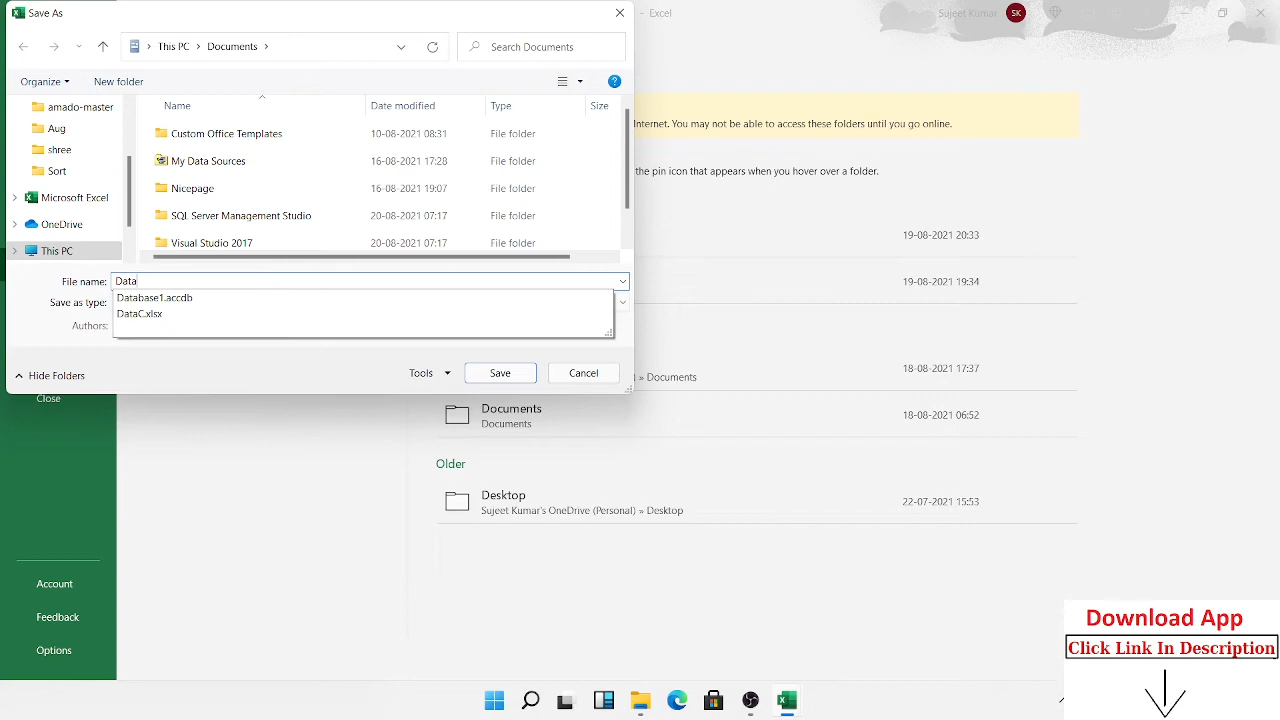 Save As
- Excel
Sujeet Kumar
SK
This PC
Documents
Search Documents
Organize
New folder
amado-master
Aug
shree
Sort
Microsoft Excel
OneDrive
This PC
Name
Date modified
Type
Size
Custom Office Templates
10-08-2021 08:31
File folder
My Data Sources
16-08-2021 17:28
File folder
Nicepage
16-08-2021 19:07
File folder
SQL Server Management Studio
20-08-2021 07:17
File folder
Visual Studio 2017
20-08-2021 07:17
File folder
File name:
Data
Save as type:
Database1.accdb
DataC.xlsx
Authors:
Hide Folders
Tools
Save
Cancel
Internet. You may not be able to access these folders until you go online.
the pin icon that appears when you hover over a folder.
19-08-2021 20:33
19-08-2021 19:34
) » Documents
18-08-2021 17:37
Documents
Documents
18-08-2021 06:52
Older
Desktop
Sujeet Kumar's OneDrive (Personal) » Desktop
22-07-2021 15:53
Close
Account
Feedback
Options
Download App
Click Link In Description